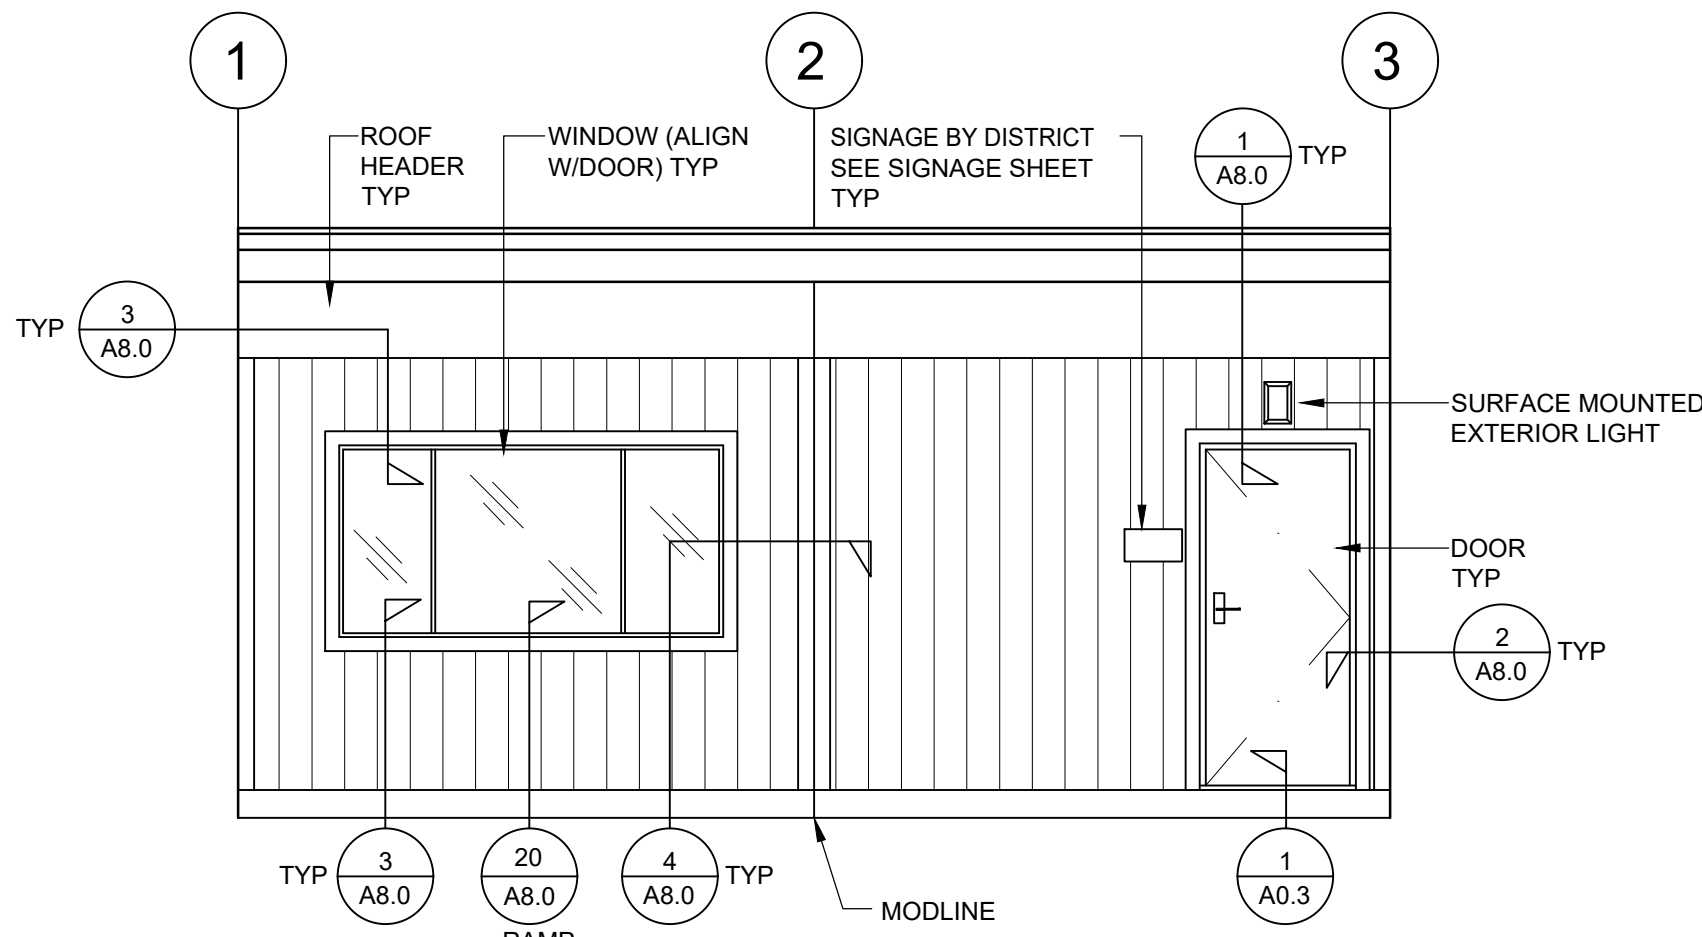 1
2
3
ROOF
HEADER
TYP
WINDOW (ALIGN
W/DOOR) TYP
SIGNAGE BY DISTRICT
SEE SIGNAGE SHEET
TYP
1
A8.0
TYP
TYP
3
A8.0
SURFACE MOUNTED
EXTERIOR LIGHT
DOOR
TYP
2
A8.0
TYP
TYP
3
A8.0
20
A8.0
4
A8.0
TYP
MODLINE
1
A0.3
RAMP